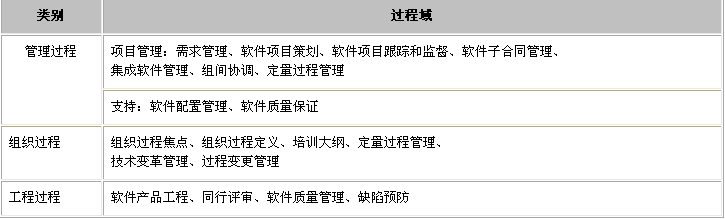 类别
过程域
管理过程
项目管理：需求管理、软件项目策划、软件项目跟踪和监督、软件子合同管理、
集成软件管理、组间协调、定量过程管理
支持：软件配置管理、软件质量保证
组织过程
组织过程焦点、组织过程定义、培训大纲、定量过程管理、
技术变革管理、过程变更管理
工程过程
软件产品工程、同行评审、软件质量管理、缺陷预防